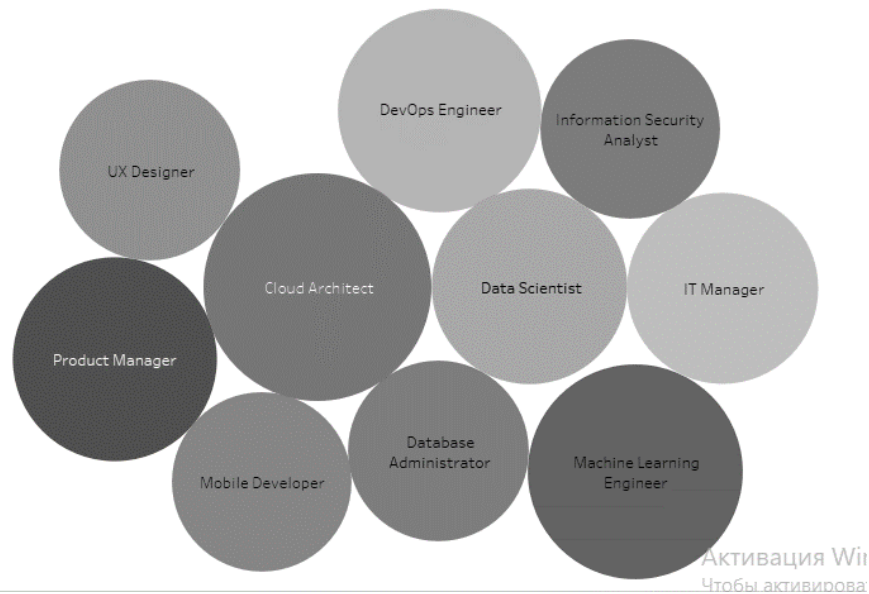 DevOps Engineer
Information Security
Analyst
UX Designer
Cloud Architect
Data Scientist
IT Manager
Product Manager
Database
Administrator
Mobile Developer
Machine Learning
Engineer
Активация Win
Чтобы активирова